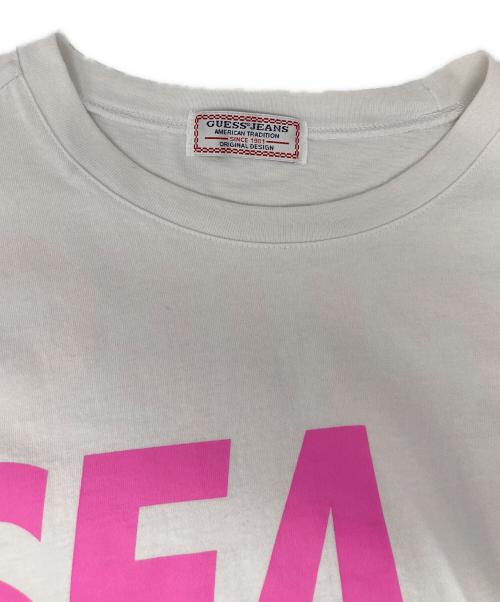 GUESS JEANS
AMERICAN TRADITION
SINCE 1981
ORIGINAL DESIGN
SEA